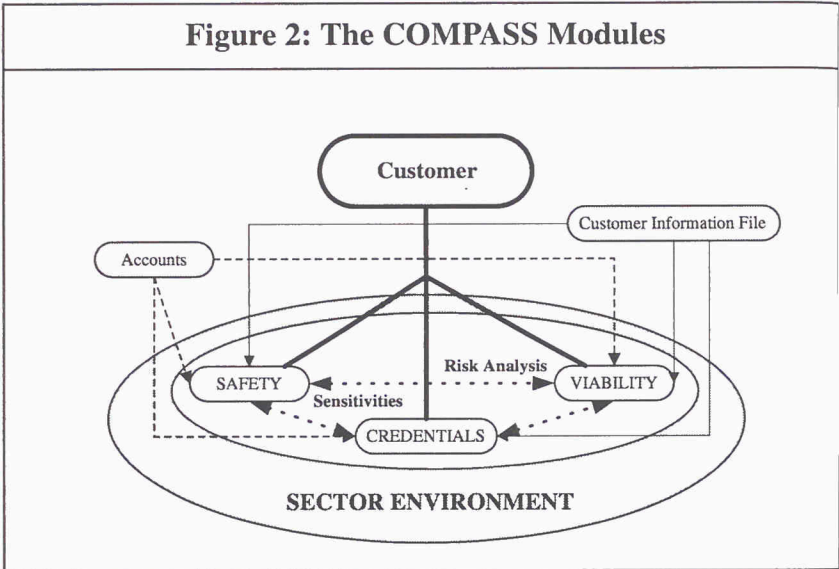 Figure 2: The COMPASS Modules
Customer
Customer Information File
Accounts
Risk Analysis
SAFETY
VIABILITY
Sensitivities
CREDENTIALS
SECTOR ENVIRONMENT